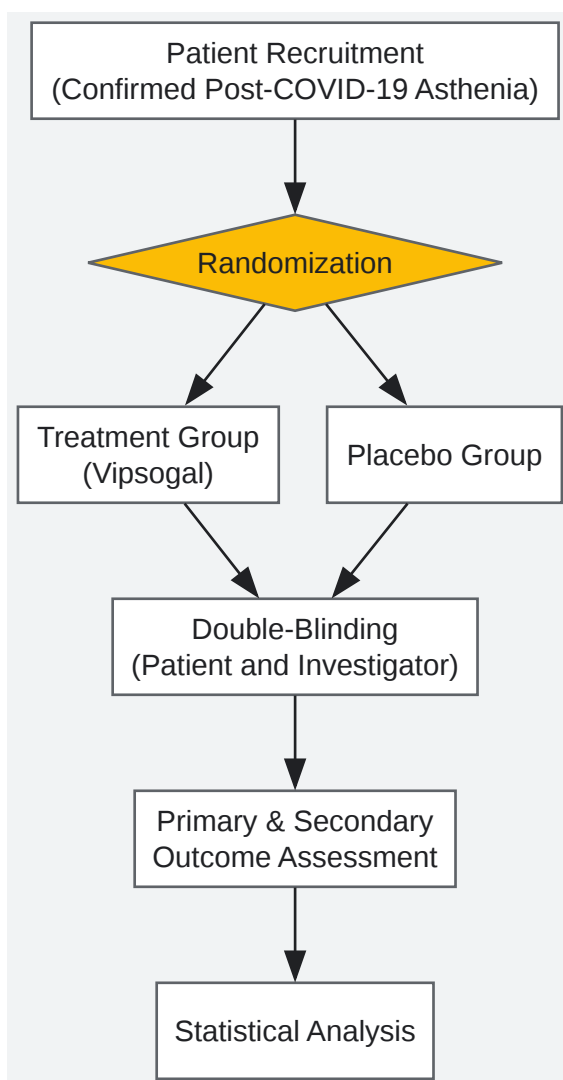 Patient Recruitment
(Confirmed Post-COVID-19 Asthenia)
Randomization
Treatment Group
(Vipsogal)
Placebo Group
Double-Blinding
(Patient and Investigator)
Primary & Secondary
Outcome Assessment
Statistical Analysis